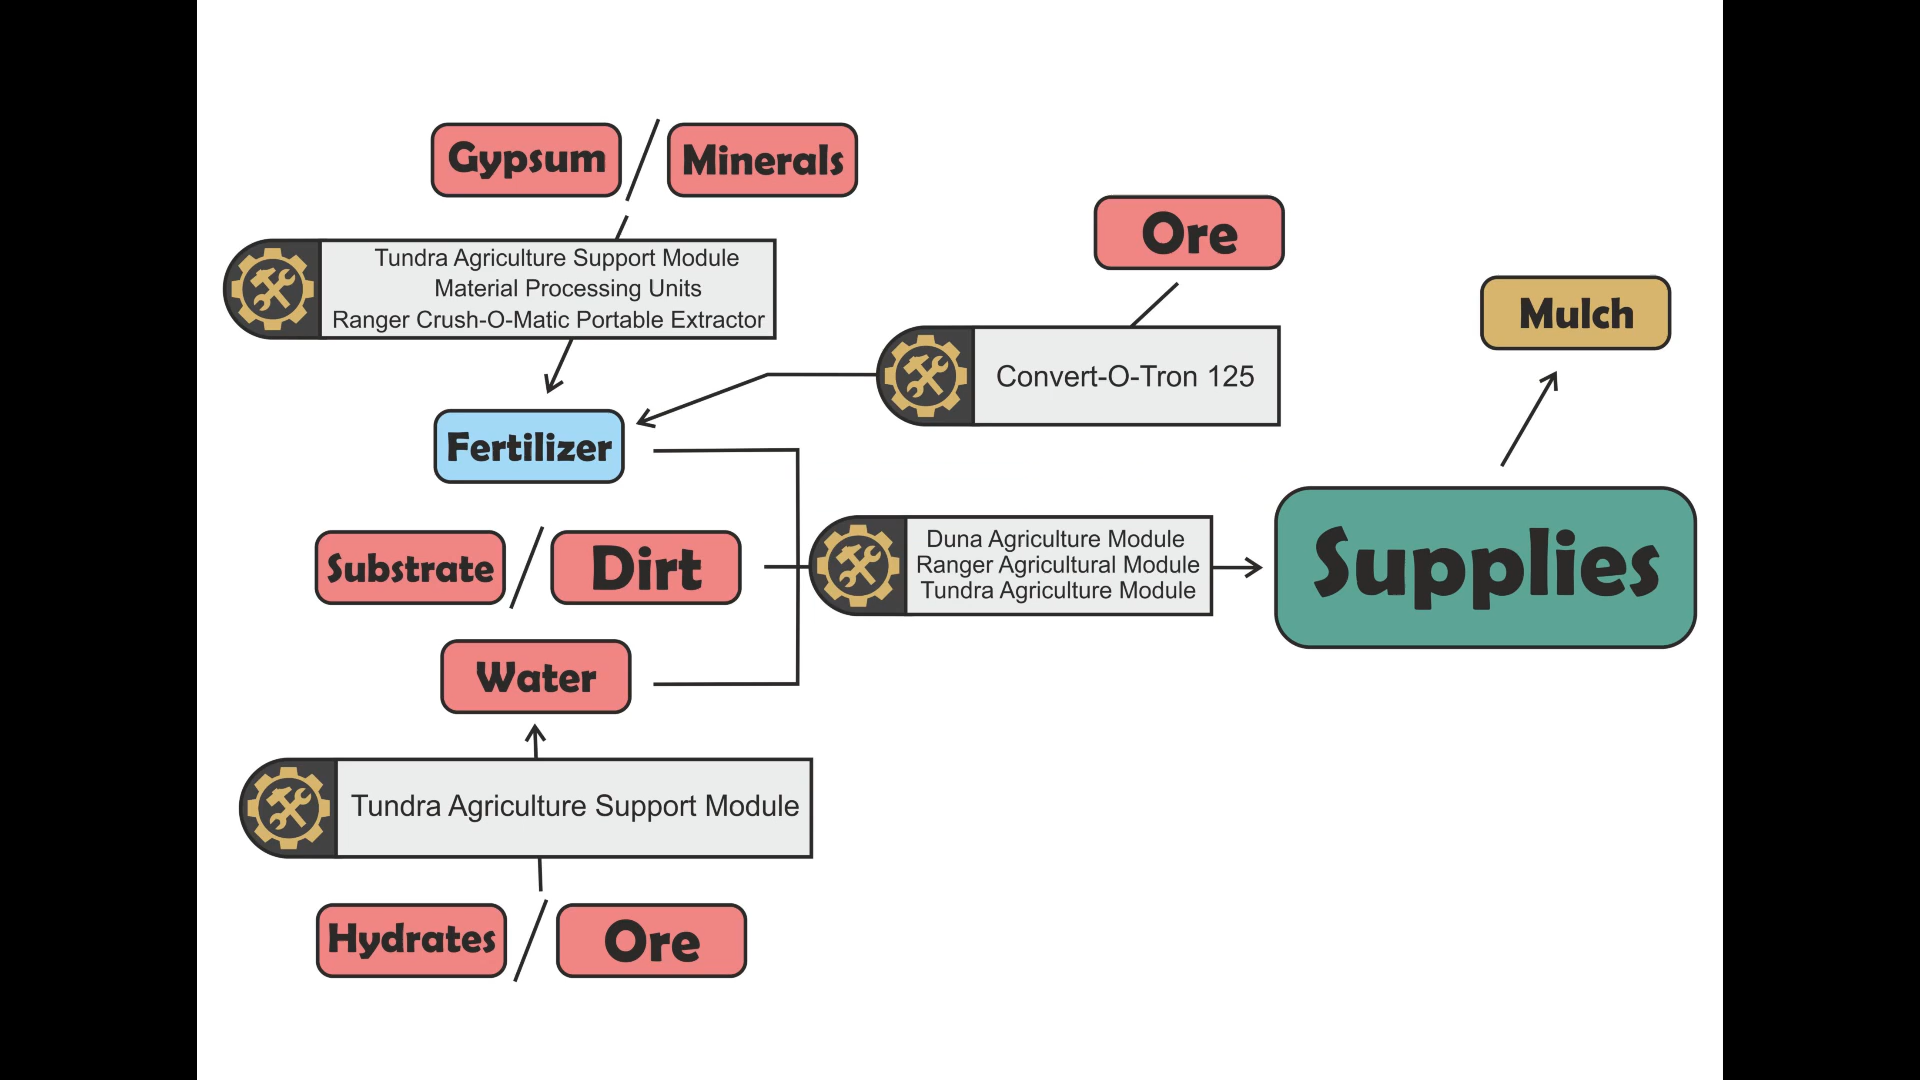 Gypsum
Minerals
Tundra Agriculture Support Module
Material Processing Units
Ranger Crush-O-Matic Portable Extractor
Ore
Convert-O-Tron 125
Mulch
Fertilizer
Substrate
Dirt
Duna Agriculture Module
Ranger Agricultural Module
Tundra Agriculture Module
Supplies
Water
Tundra Agriculture Support Module
Hydrates
Ore